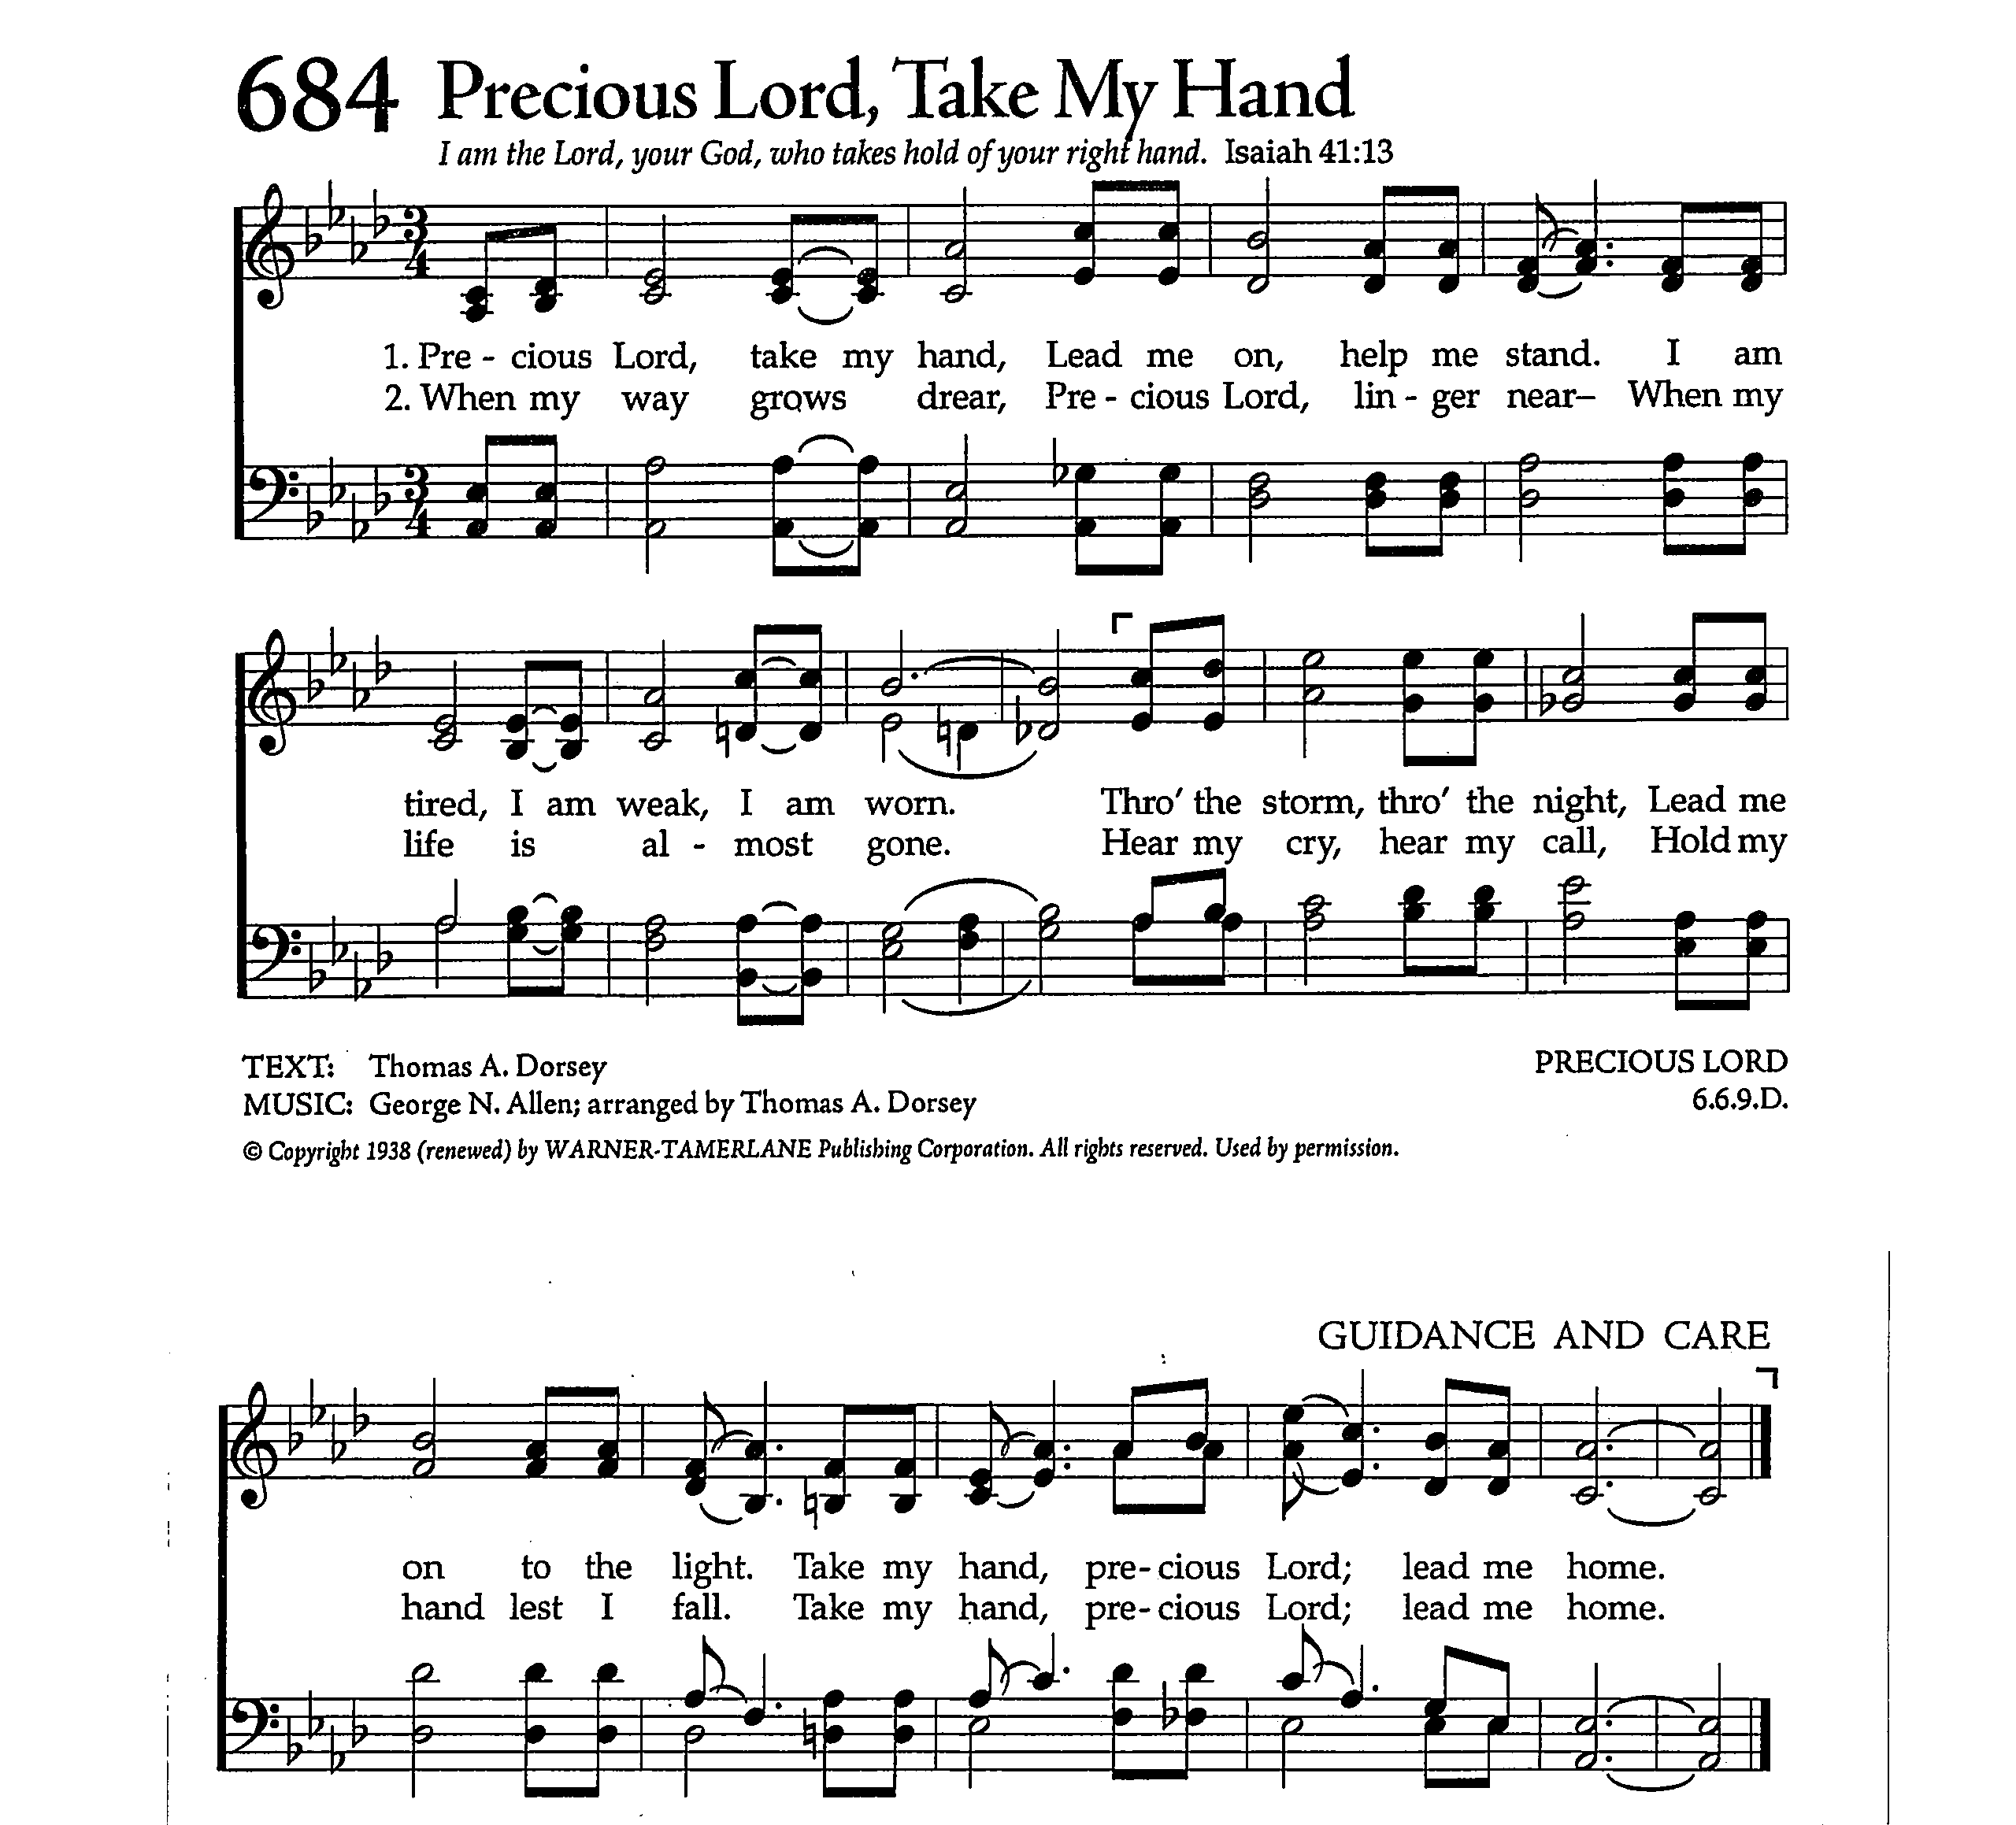 684 Precious Lord, Take My Hand
I am the Lord, your God, who takes hold of your right hand. Isaiah 41:13
3
4
1. Pre - cious Lord, take my hand, Lead me on, help me stand. I am
2. When my way grows drear, Pre - cious Lord, lin - ger near– When my
3
4
tired, I am weak, I am worn. Thro' the storm, thro' the night, Lead me
life is al - most gone. Hear my cry, hear my call, Hold my
TEXT: Thomas A. Dorsey
MUSIC: George N. Allen; arranged by Thomas A. Dorsey
PRECIOUS LORD
6.6.9.D.
© Copyright 1938 (renewed) by WARNER-TAMERLANE Publishing Corporation. All rights reserved. Used by permission.
GUIDANCE AND CARE
on to the light. Take my hand, pre - cious Lord; lead me home.
hand lest I fall. Take my hand, pre - cious Lord; lead me home.